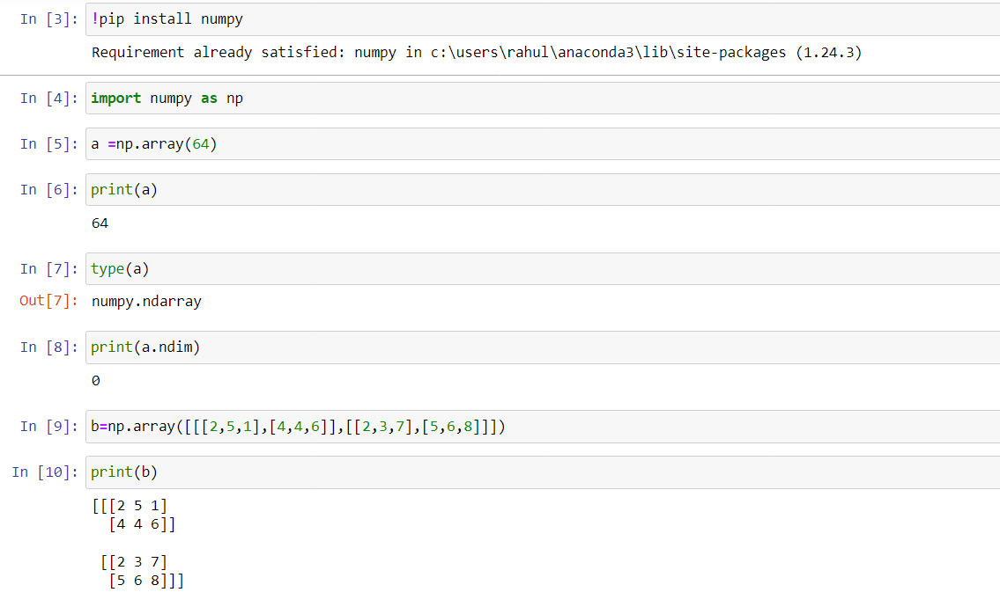 In [3]: !pip install numpy
Requirement already satisfied: numpy in c:\users\rahul\anaconda3\lib\site-packages (1.24.3)
In [4]: import numpy as np
In [5]: a =np.array(64)
In [6]: print(a)
64
In [7]: type(a)
Out[7]: numpy.ndarray
In [8]: print(a.ndim)
0
In [9]: b=np.array([[[2,5,1],[4,4,6]],[[2,3,7],[5,6,8]]])
In [10]: print(b)
[[[2 5 1]
  [4 4 6]]
 [[2 3 7]
  [5 6 8]]]